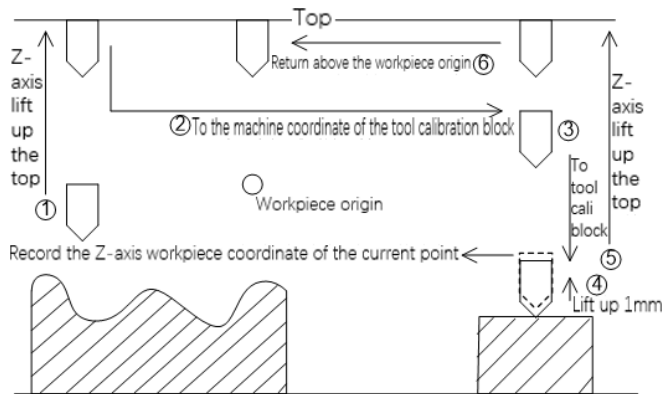 Top
Z-
axis
lift
up
the
top
Return above the workpiece origin⑥
②To the machine coordinate of the tool calibration block
③
Z-
axis
lift
up
the
top
To
tool
cali
block
①
Workpiece origin
Record the Z-axis workpiece coordinate of the current point
⑤
④
Lift up 1mm